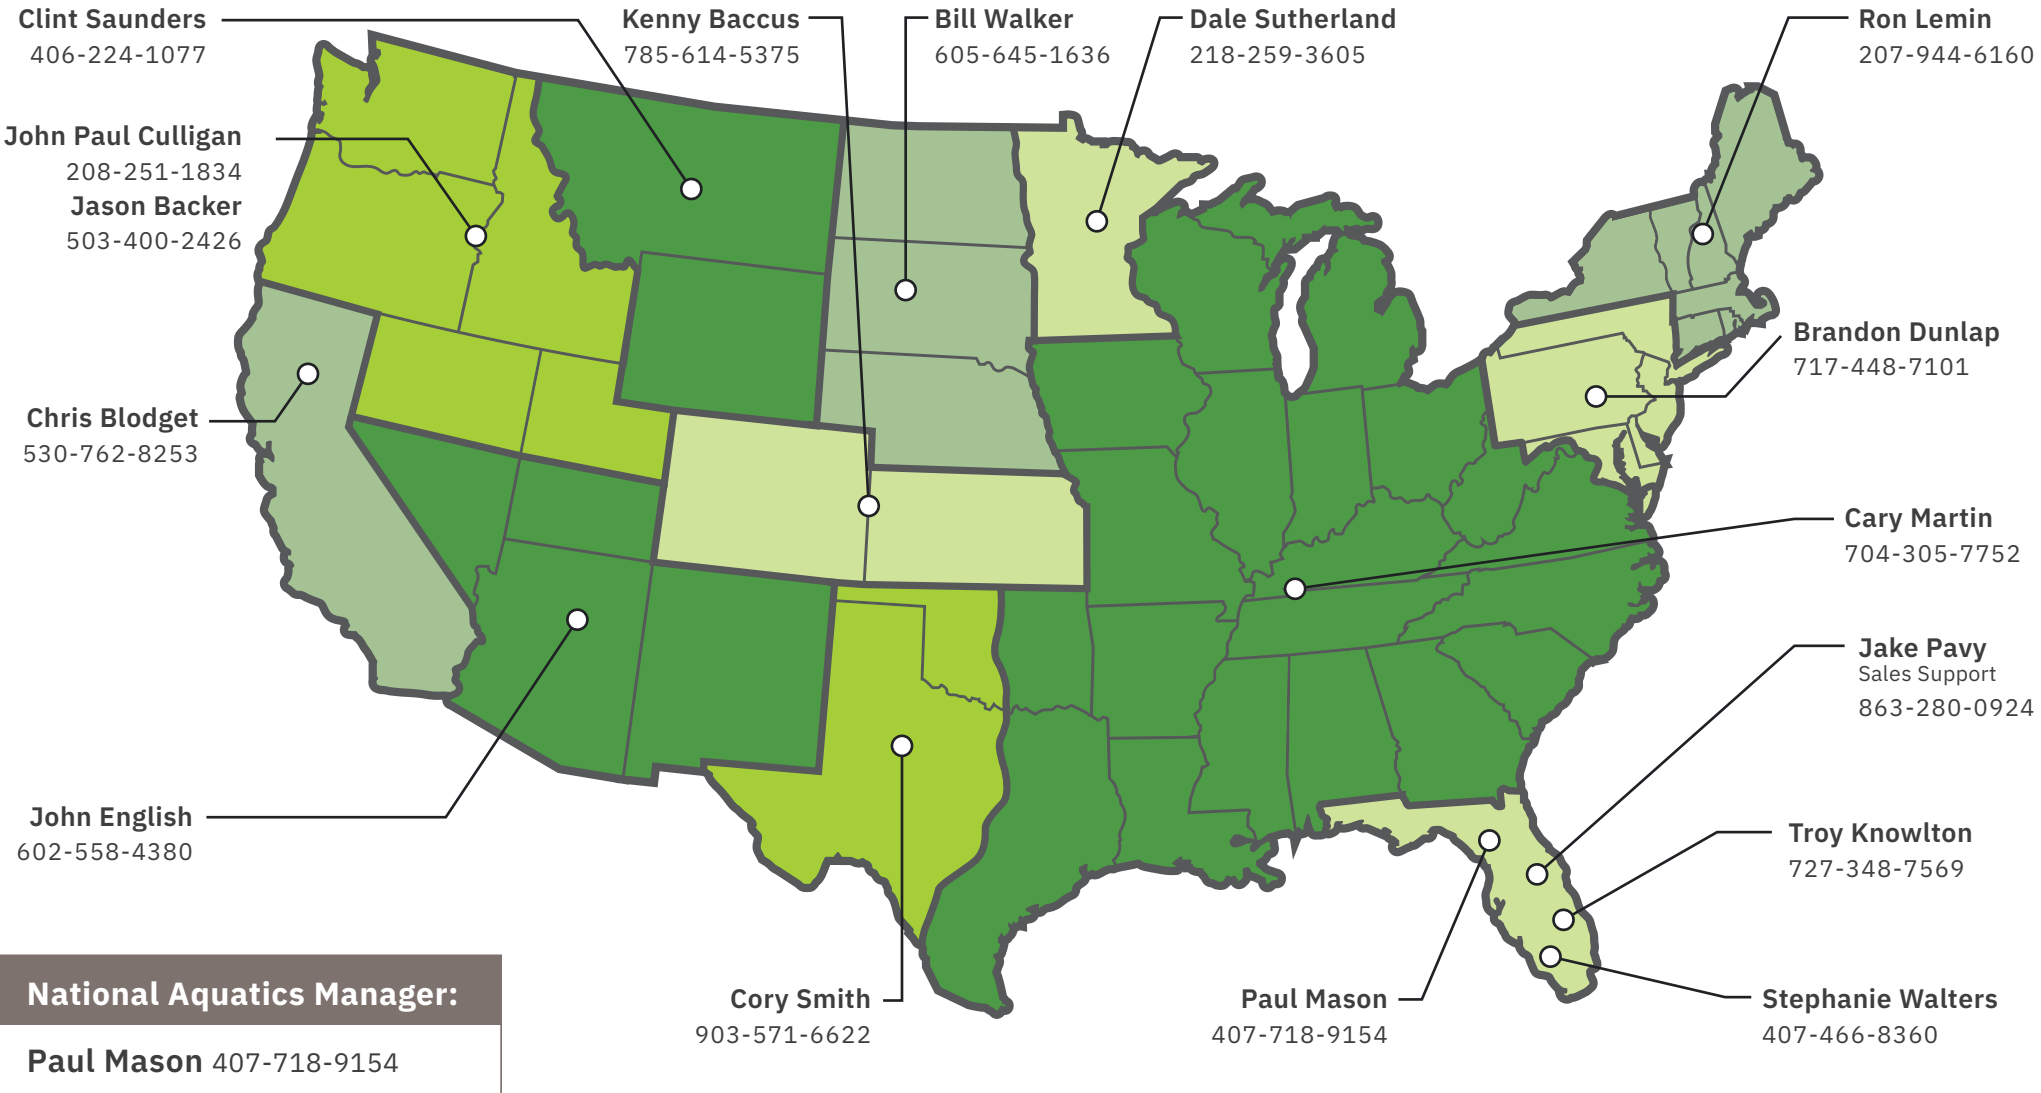 Clint Saunders
406-224-1077
Kenny Baccus
785-614-5375
Bill Walker
605-645-1636
Dale Sutherland
218-259-3605
Ron Lemin
207-944-6160
John Paul Culligan
208-251-1834
Jason Backer
503-400-2426
Brandon Dunlap
717-448-7101
Chris Blodget
530-762-8253
Cary Martin
704-305-7752
Jake Pavy
Sales Support
863-280-0924
John English
602-558-4380
Troy Knowlton
727-348-7569
Cory Smith
903-571-6622
Paul Mason
407-718-9154
Stephanie Walters
407-466-8360
National Aquatics Manager:
Paul Mason 407-718-9154